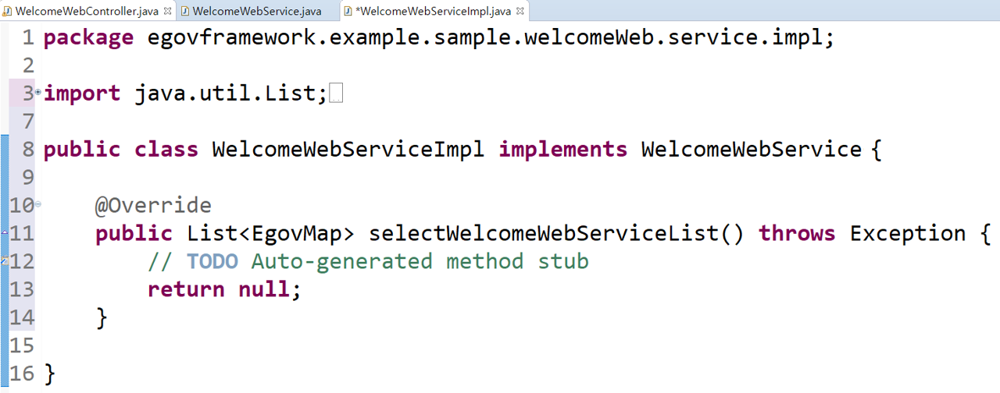 WelcomeWebController.java WelcomeWebService.java *WelcomeWebServiceImpl.java
1 package egovframework.example.sample.welcomeWeb.service.impl;
2
3 import java.util.List;
7
8 public class WelcomeWebServiceImpl implements WelcomeWebService {
9
10 @Override
11 public List<EgovMap> selectWelcomeWebServiceList() throws Exception {
12 // TODO Auto-generated method stub
13 return null;
14 }
15
16 }